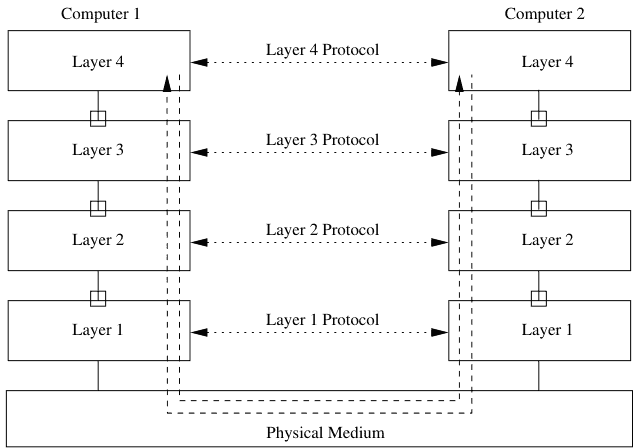 Computer 1
Computer 2
Layer 4
Layer 4 Protocol
Layer 4
Layer 3
Layer 3 Protocol
Layer 3
Layer 2
Layer 2 Protocol
Layer 2
Layer 1
Layer 1 Protocol
Layer 1
Physical Medium